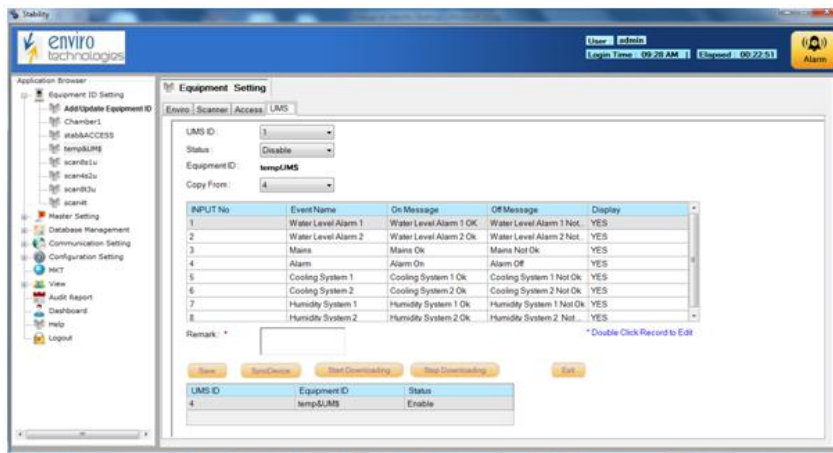 Stability
enviro
technologies
User : admin
Login Time : 09:28 AM | Elapsed : 00:22:51
Alarm
Application Browser
Equipment ID Setting
Add/Update Equipment ID
Chamber1
stab&ACCESS
temp&UMS
scan8s1u
scan4s2u
scan8t3u
scan4t
Master Setting
Database Management
Communication Setting
Configuration Setting
MKT
View
Audit Report
Dashboard
Help
Logout
Equipment Setting
Enviro Scanner Access UMS
UMS ID : 1
Status : Disable
Equipment ID : tempUMS
Copy From : 4
INPUT No Event Name On Message Off Message Display
1 Water Level Alarm 1 Water Level Alarm 1 OK Water Level Alarm 1 Not... YES
2 Water Level Alarm 2 Water Level Alarm 2 Ok Water Level Alarm 2 Not... YES
3 Mains Mains Ok Mains Not Ok YES
4 Alarm Alarm On Alarm Off YES
5 Cooling System 1 Cooling System 1 Ok Cooling System 1 Not Ok YES
6 Cooling System 2 Cooling System 2 Ok Cooling System 2 Not Ok YES
7 Humidity System 1 Humidity System 1 Ok Humidity System 1 Not Ok YES
8 Humidity System 2 Humidity System 2 Ok Humidity System 2 Not... YES
Remark : *
* Double Click Record to Edit
Save SyncDevice Start Downloading Stop Downloading Exit
UMS ID Equipment ID Status
4 temp&UMS Enable